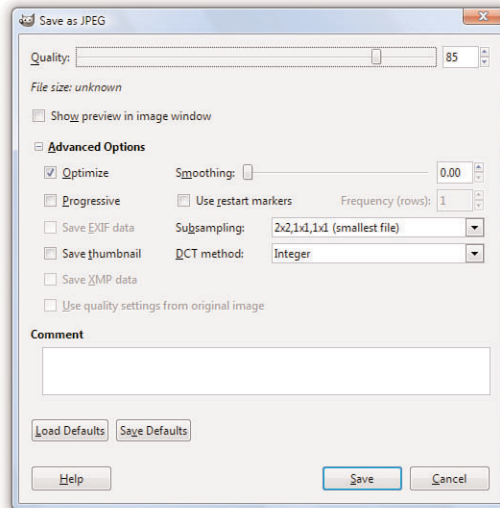 Save as JPEG
Quality: 85
File size: unknown
Show preview in image window
Advanced Options
Optimize Smoothing: 0.00
Progressive Use restart markers Frequency (rows): 1
Save EXIF data Subsampling: 2x2,1x1,1x1 (smallest file)
Save thumbnail DCT method: Integer
Save XMP data
Use quality settings from original image
Comment
Load Defaults Save Defaults
Help Save Cancel